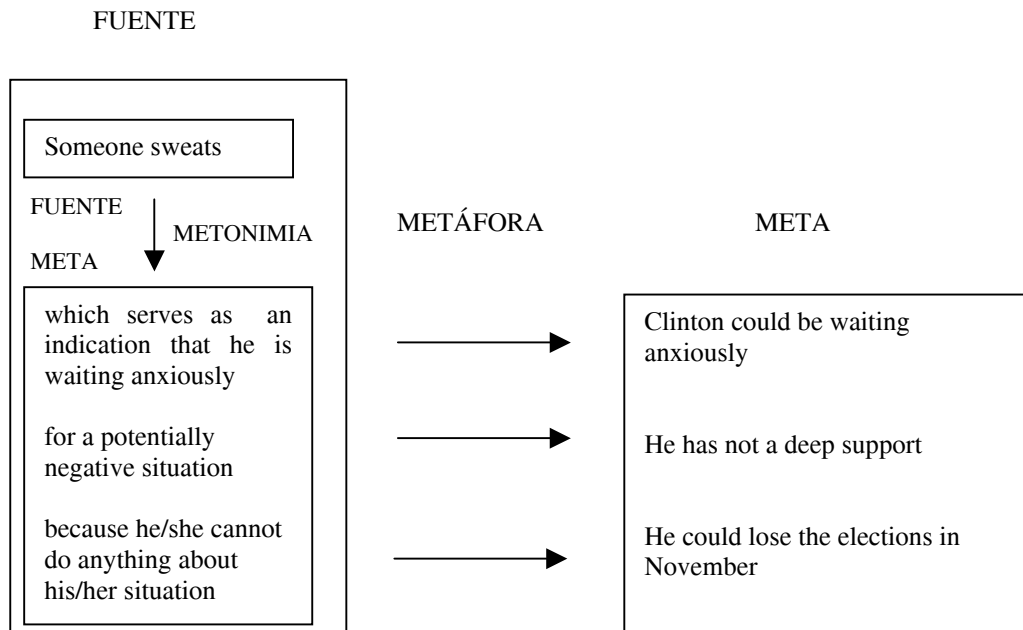 FUENTE
Someone sweats
FUENTE
METONIMIA
META
which serves as an
indication that he is
waiting anxiously
for a potentially
negative situation
because he/she cannot
do anything about
his/her situation
METÁFORA
META
Clinton could be waiting
anxiously
He has not a deep support
He could lose the elections in
November